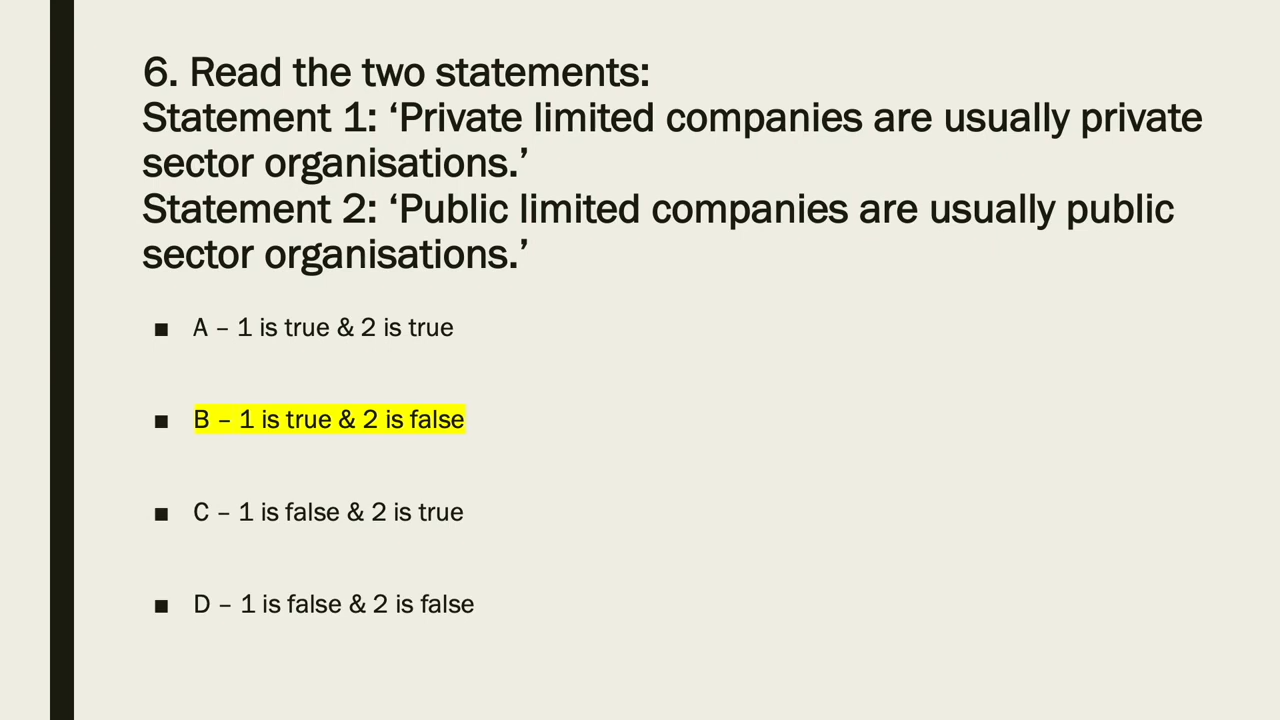 6. Read the two statements:
Statement 1: ‘Private limited companies are usually private
sector organisations.’
Statement 2: ‘Public limited companies are usually public
sector organisations.’
■ A – 1 is true & 2 is true
■ B – 1 is true & 2 is false
■ C – 1 is false & 2 is true
■ D – 1 is false & 2 is false